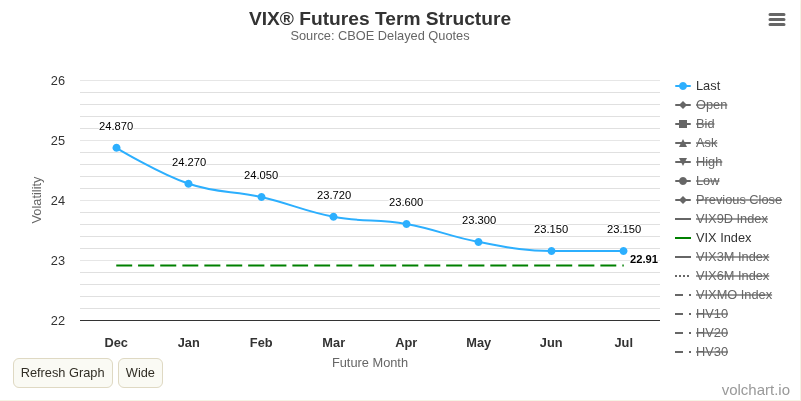 VIX® Futures Term Structure
Source: CBOE Delayed Quotes
Volatility
26
25
24
23
22
24.870
24.270
24.050
23.720
23.600
23.300
23.150
23.150
22.91
Dec
Jan
Feb
Mar
Apr
May
Jun
Jul
Future Month
Last
Open
Bid
Ask
High
Low
Previous Close
VIX9D Index
VIX Index
VIX3M Index
VIX6M Index
VIXMO Index
HV10
HV20
HV30
Refresh Graph
Wide
volchart.io